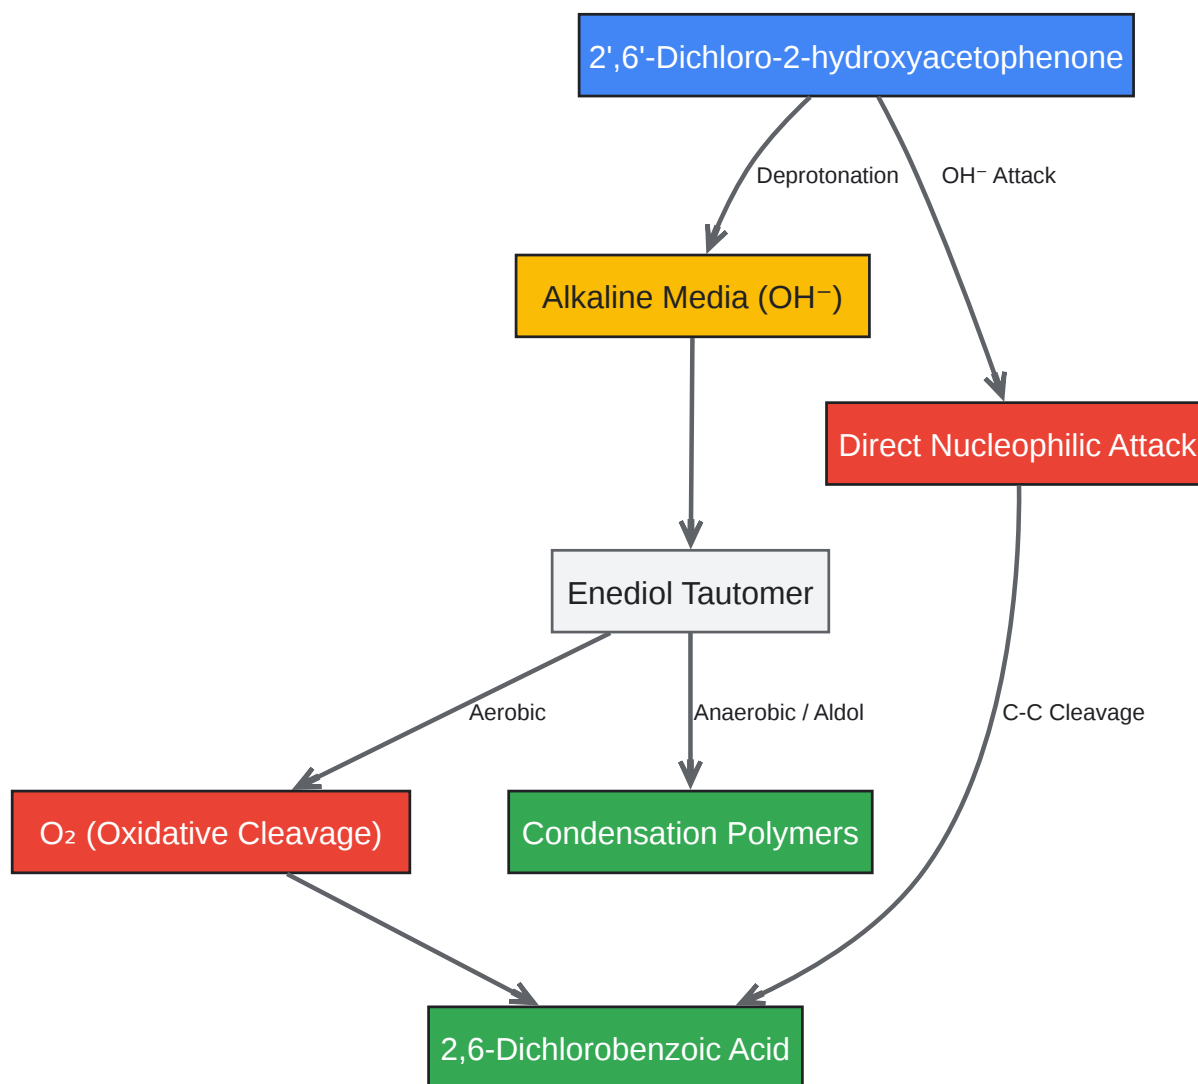 2',6'-Dichloro-2-hydroxyacetophenone
Deprotonation
OH⁻ Attack
Alkaline Media (OH⁻)
Direct Nucleophilic Attack
Enediol Tautomer
Aerobic
Anaerobic / Aldol
C-C Cleavage
O₂ (Oxidative Cleavage)
Condensation Polymers
2,6-Dichlorobenzoic Acid